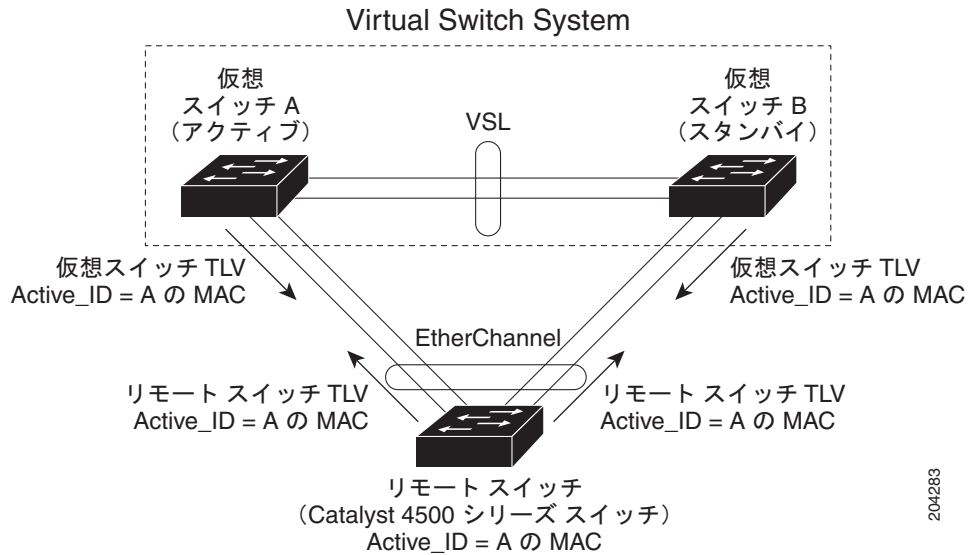 Virtual Switch System
仮想
スイッチ A
（アクティブ）
VSL
仮想
スイッチ B
（スタンバイ）
仮想スイッチ TLV
Active_ID = A の MAC
仮想スイッチ TLV
Active_ID = A の MAC
EtherChannel
リモート スイッチ TLV
Active_ID = A の MAC
リモート スイッチ TLV
Active_ID = A の MAC
リモート スイッチ
（Catalyst 4500 シリーズ スイッチ）
Active_ID = A の MAC
204283